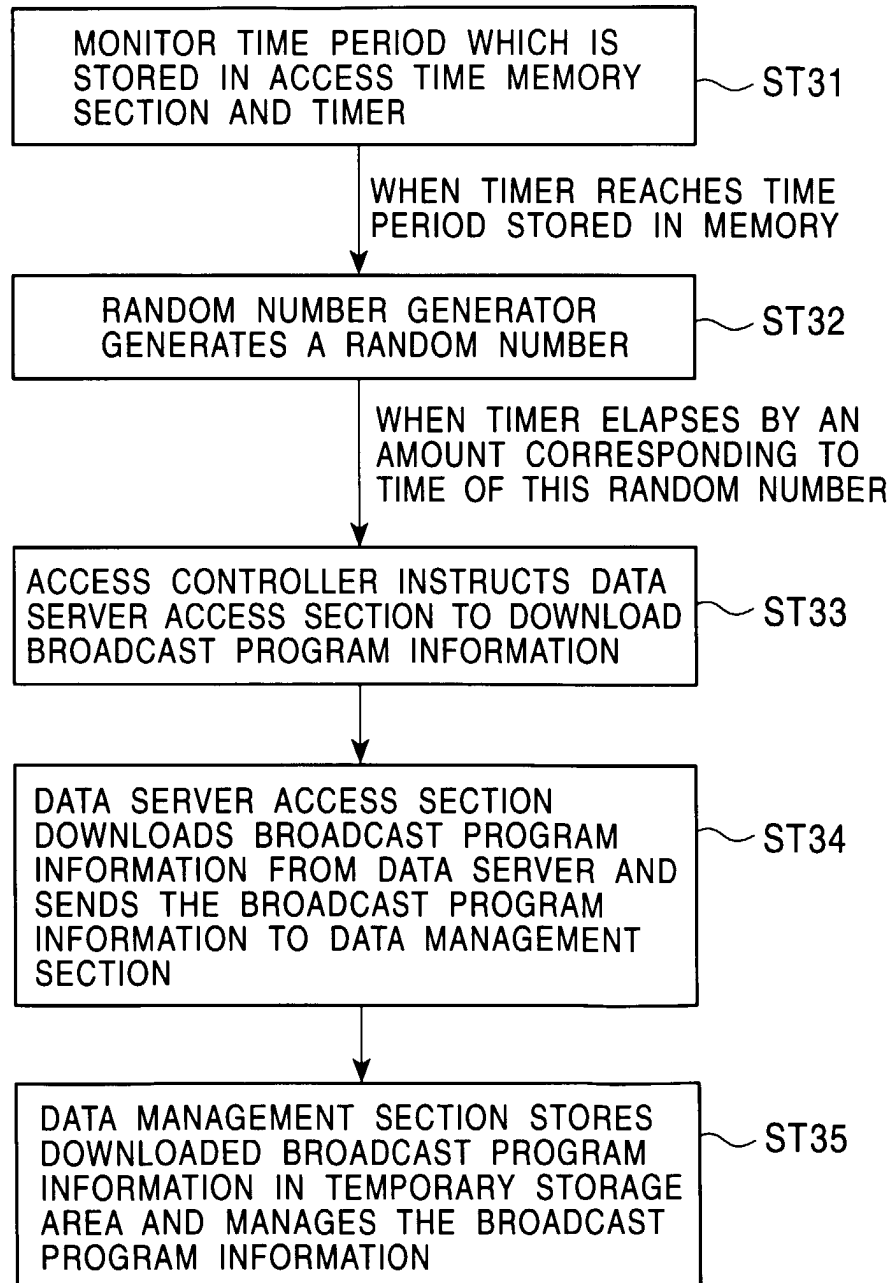 MONITOR TIME PERIOD WHICH IS
STORED IN ACCESS TIME MEMORY
SECTION AND TIMER
ST31
WHEN TIMER REACHES TIME
PERIOD STORED IN MEMORY
RANDOM NUMBER GENERATOR
GENERATES A RANDOM NUMBER
ST32
WHEN TIMER ELAPSES BY AN
AMOUNT CORRESPONDING TO
TIME OF THIS RANDOM NUMBER
ACCESS CONTROLLER INSTRUCTS DATA
SERVER ACCESS SECTION TO DOWNLOAD
BROADCAST PROGRAM INFORMATION
ST33
DATA SERVER ACCESS SECTION
DOWNLOADS BROADCAST PROGRAM
INFORMATION FROM DATA SERVER AND
SENDS THE BROADCAST PROGRAM
INFORMATION TO DATA MANAGEMENT
SECTION
ST34
DATA MANAGEMENT SECTION STORES
DOWNLOADED BROADCAST PROGRAM
INFORMATION IN TEMPORARY STORAGE
AREA AND MANAGES THE BROADCAST
PROGRAM INFORMATION
ST35